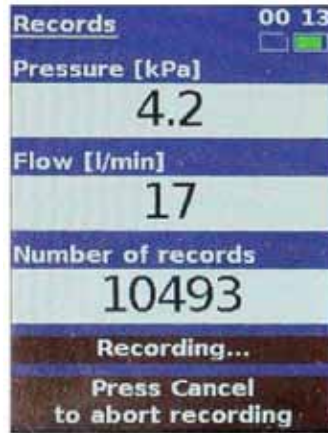 Records 00 13
Pressure [kPa]
4.2
Flow [l/min]
17
Number of records
10493
Recording...
Press Cancel
to abort recording